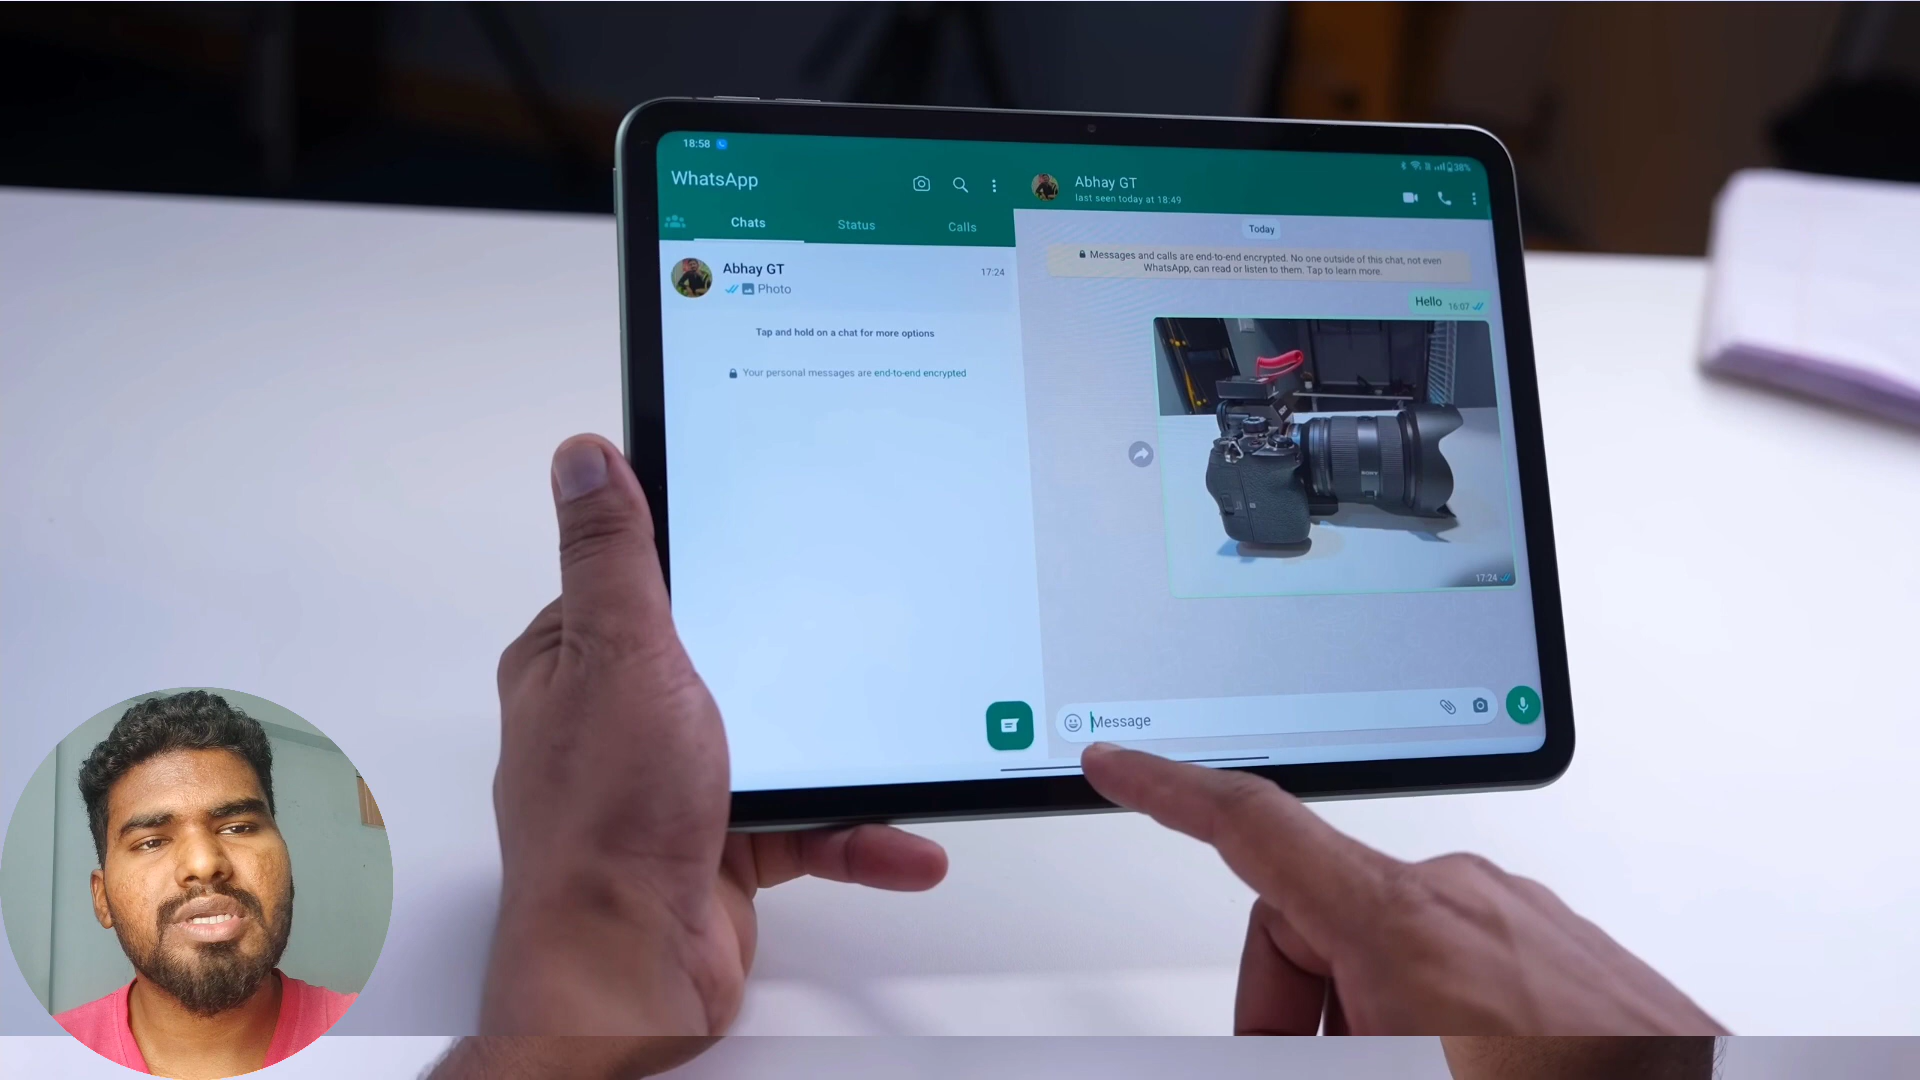 18:58
38%
WhatsApp
Chats
Status
Calls
Abhay GT
17:24
Photo
Tap and hold on a chat for more options
Your personal messages are end-to-end encrypted
Abhay GT
last seen today at 18:49
Today
Messages and calls are end-to-end encrypted. No one outside of this chat, not even
WhatsApp, can read or listen to them. Tap to learn more.
Hello 16:07
SONY
17:24
Message